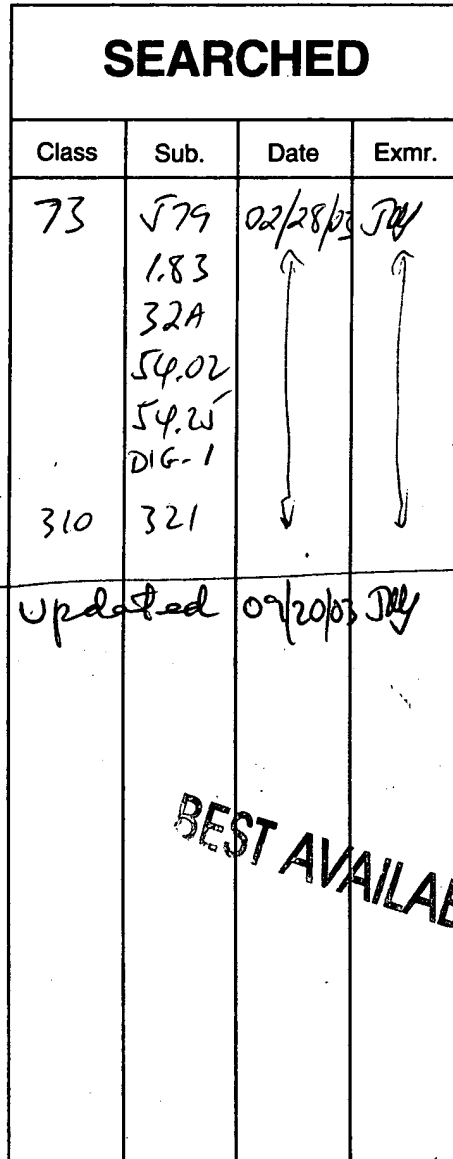 SEARCHED
Class Sub. Date Exmr.
73 579 02/28/03
1.83
32A
54.02
54.25
DIG-1
310 321
updated 09/20/03
BEST AVAILAB